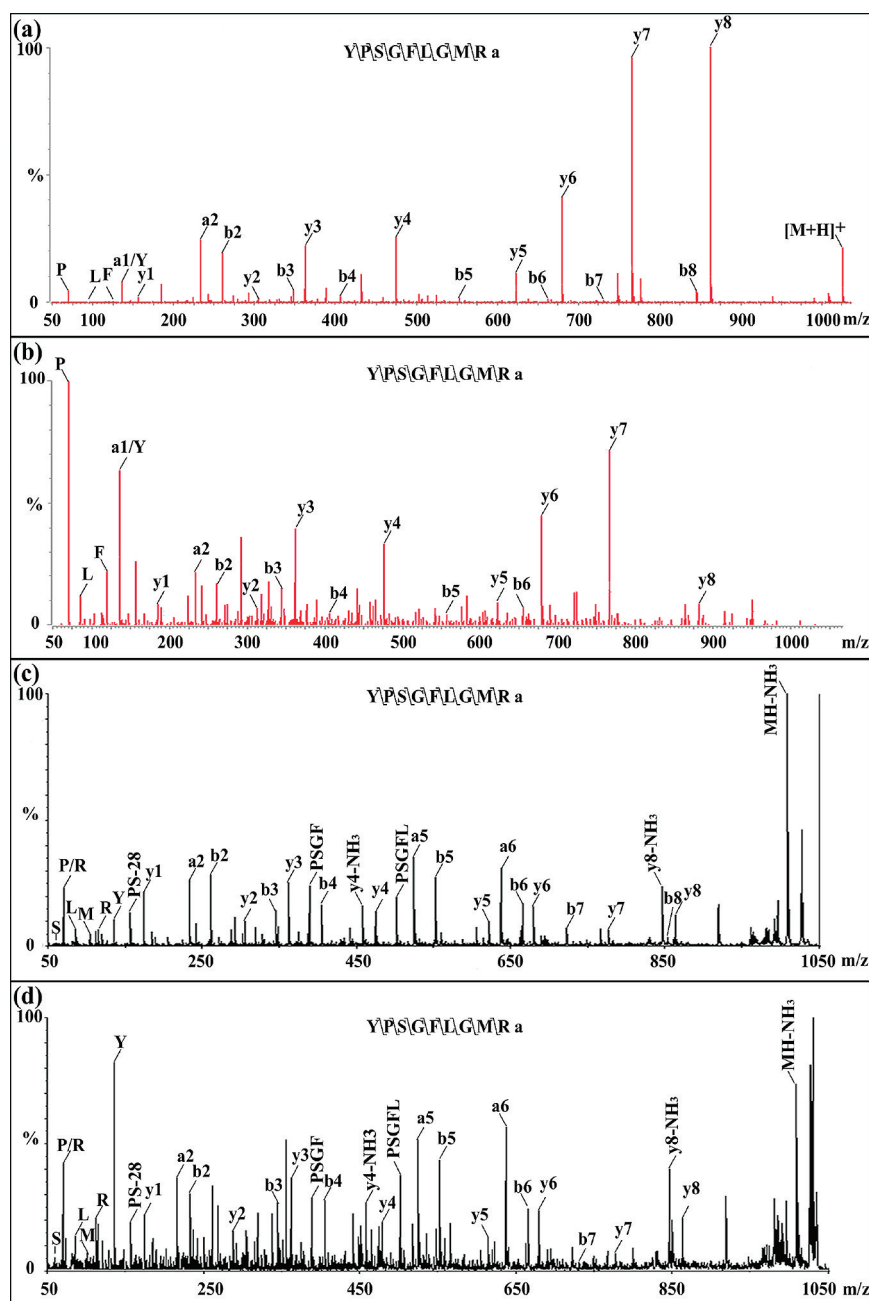 (a)
100
Y P S G F L G M R a
y7
y8
%
y6
a2
b2
y3
y4
[M+H]+
P
L
F
a1/Y
y1
y2
b3
b4
b5
y5
b6
b7
b8
0
50 100 200 300 400 500 600 700 800 900 1000 m/z
(b)
P
100
Y P S G F L G M R a
a1/Y
y7
%
y6
y3
y4
F
L
y1
a2
b2
y2
b3
b4
b5
y5
b6
y8
0
50 100 200 300 400 500 600 700 800 900 1000 m/z
(c)
100
Y P S G F L G M R a
MH-NH3
%
P/R
S
L
M
R
Y
PS-28
y1
a2
b2
y2
b3
y3
PSGF
b4
y4-NH3
y4
PSGFL
a5
b5
y5
a6
b6
y6
b7
y7
y8-NH3
b8
y8
0
50 250 450 650 850 1050
m/z
(d)
100
Y P S G F L G M R a
Y
MH-NH3
%
P/R
S
L
M
R
PS-28
y1
a2
b2
y2
b3
y3
PSGF
b4
y4-NH3
y4
PSGFL
a5
b5
y5
a6
b6
y6
b7
y7
y8-NH3
y8
0
50 250 450 650 850 m/z 1050